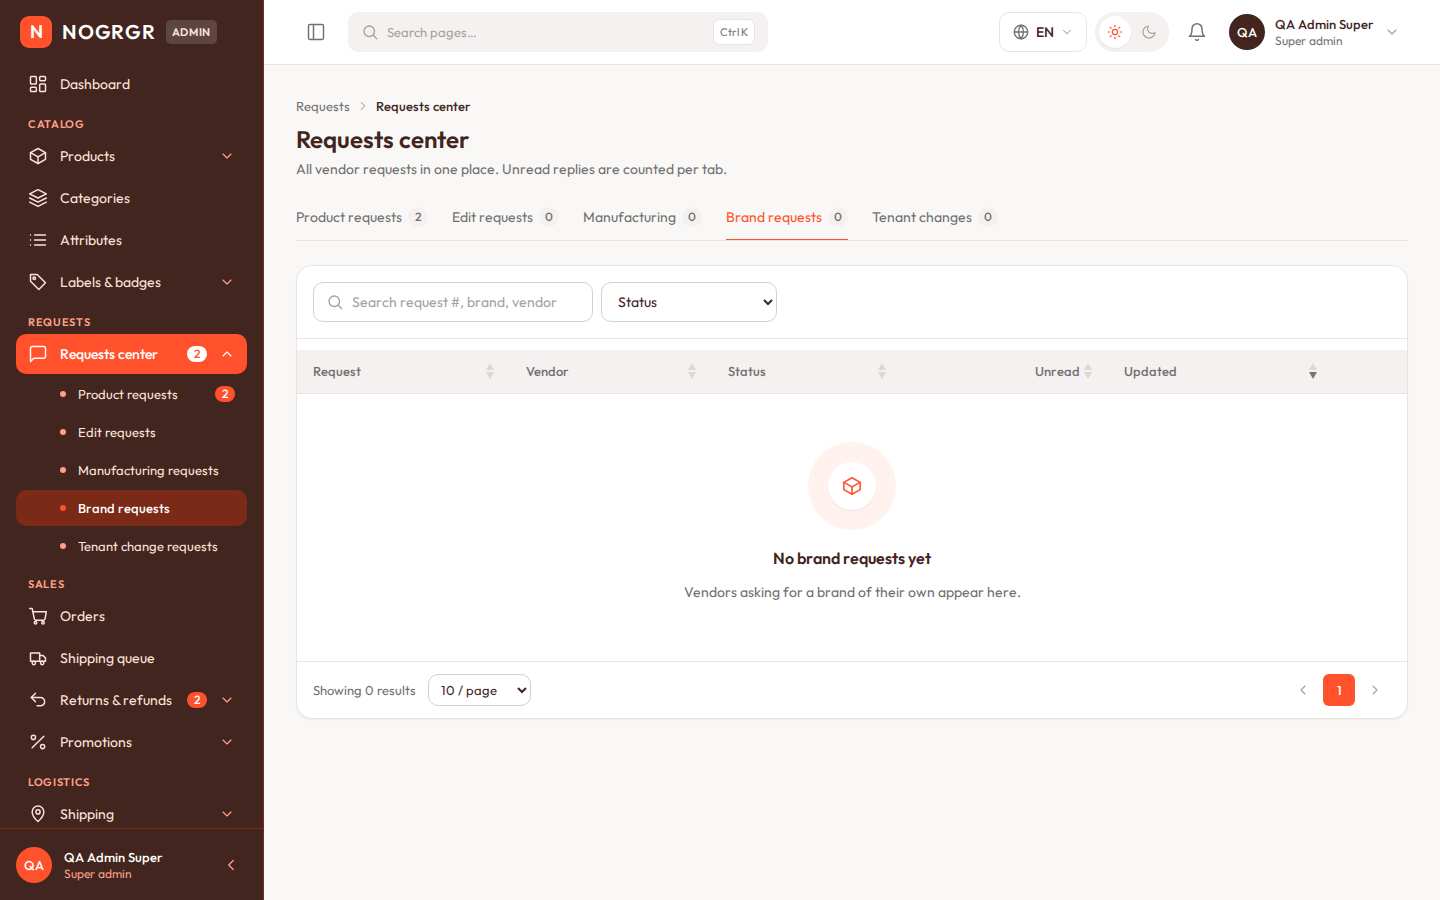 N NOGRGR ADMIN
Search pages...
Ctrl K
EN
QA
QA Admin Super
Super admin
Dashboard
CATALOG
Products
Categories
Attributes
Labels & badges
REQUESTS
Requests center 2
Product requests 2
Edit requests
Manufacturing requests
Brand requests
Tenant change requests
SALES
Orders
Shipping queue
Returns & refunds 2
Promotions
LOGISTICS
Shipping
QA
QA Admin Super
Super admin
Requests > Requests center
Requests center
All vendor requests in one place. Unread replies are counted per tab.
Product requests 2 Edit requests 0 Manufacturing 0 Brand requests 0 Tenant changes 0
Search request #, brand, vendor
Status
Request Vendor Status Unread Updated
No brand requests yet
Vendors asking for a brand of their own appear here.
Showing 0 results 10 / page 1